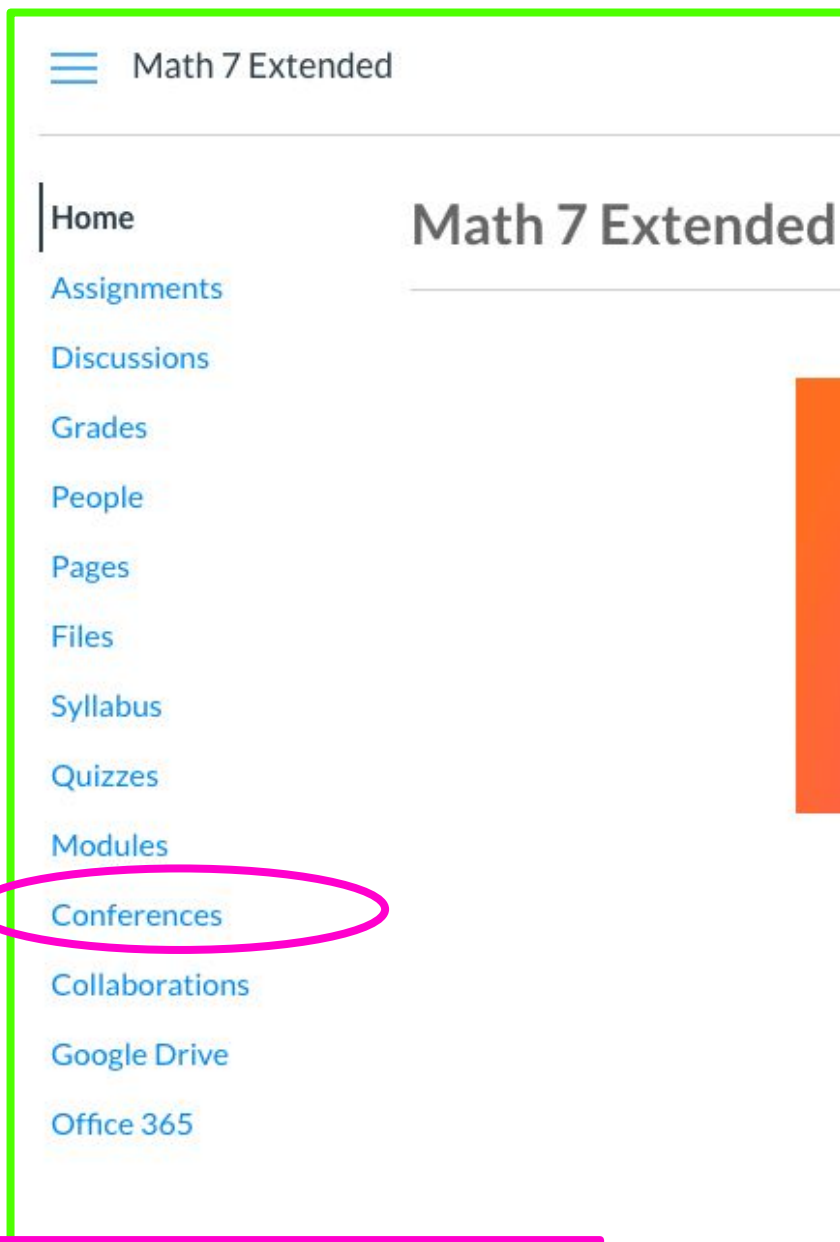 Math 7 Extended
Home
Math 7 Extended
Assignments
Discussions
Grades
People
Pages
Files
Syllabus
Quizzes
Modules
Conferences
Collaborations
Google Drive
Office 365